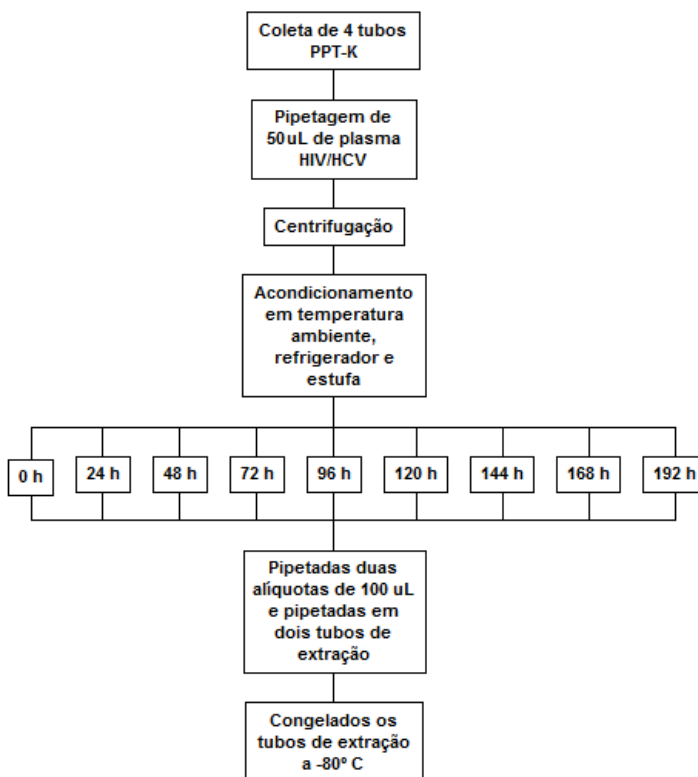 Coleta de 4 tubos
PPT-K
Pipetagem de
50uL de plasma
HIV/HCV
Centrifugação
Acondicionamento
em temperatura
ambiente,
refrigerador e
estufa
0 h
24 h
48 h
72 h
96 h
120 h
144 h
168 h
192 h
Pipetadas duas
alíquotas de 100 uL
e pipetadas em
dois tubos de
extração
Congelados os
tubos de extração
a -80º C